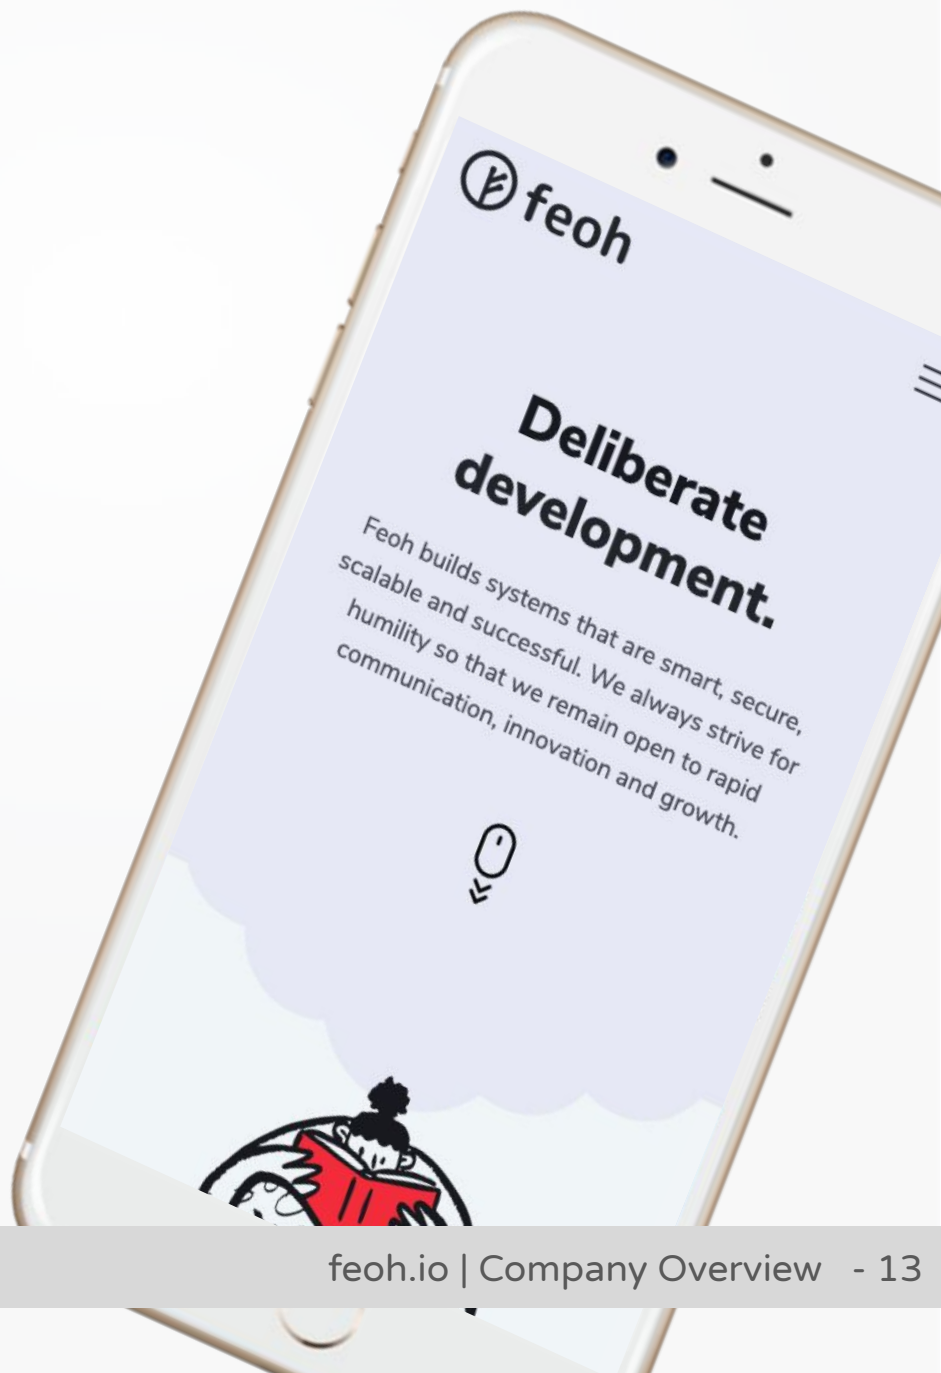 feoh
Deliberate
development.
Feoh builds systems that are smart, secure,
scalable and successful. We always strive for
humility so that we remain open to rapid
communication, innovation and growth.
feoh.io | Company Overview - 13